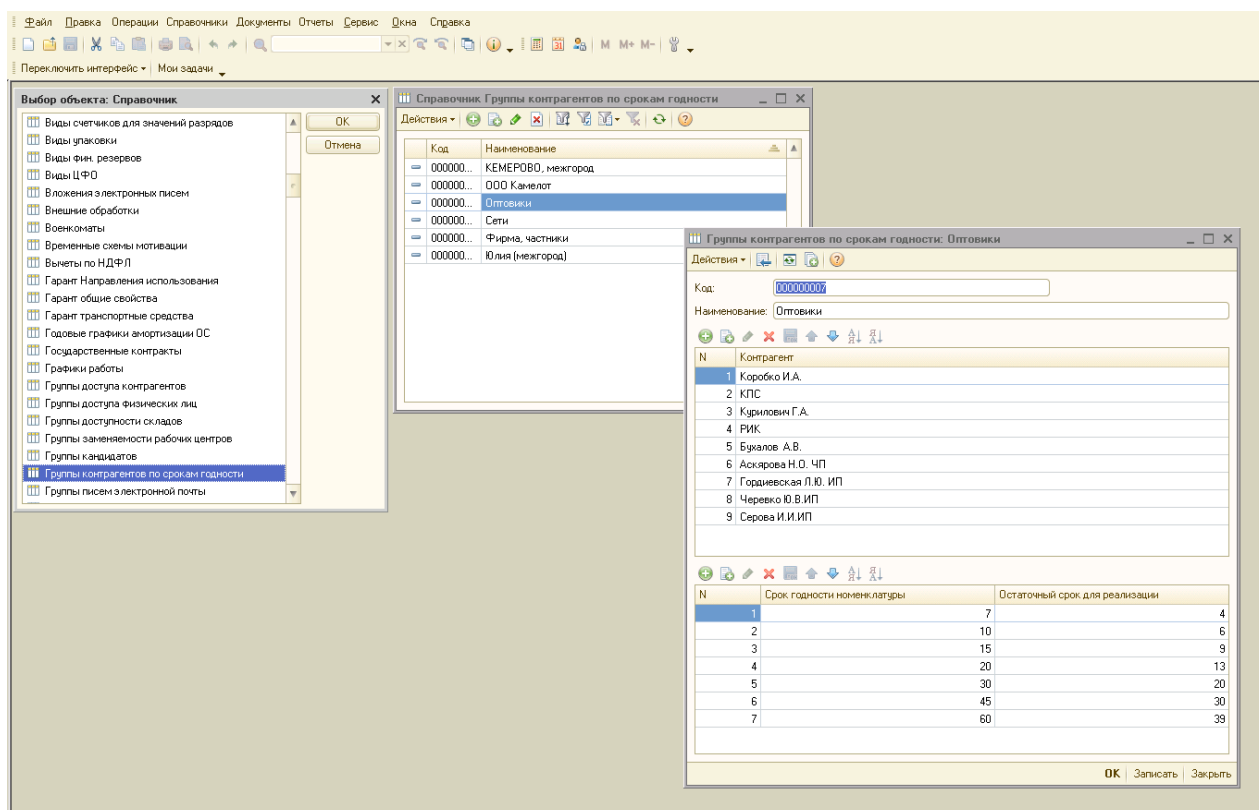 Файл Правка Операции Справочники Документы Отчеты Сервис Окна Справка
M M+ M-
Переключить интерфейс Мои задачи
Выбор объекта: Справочник
Виды счетчиков для значений разрядов
Виды упаковки
Виды фин. резервов
Виды ЦФО
Вложения электронных писем
Внешние обработки
Военкоматы
Временные схемы мотивации
Вычеты по НДФЛ
Гарант Направления использования
Гарант общие свойства
Гарант транспортные средства
Годовые графики амортизации ОС
Государственные контракты
Графики работы
Группы доступа контрагентов
Группы доступа физических лиц
Группы доступности складов
Группы заменяемости рабочих центров
Группы кандидатов
Группы контрагентов по срокам годности
Группы писем электронной почты
OK
Отмена
Справочник Группы контрагентов по срокам годности
Действия
Код Наименование
000000... КЕМЕРОВО, межгород
000000... ООО Камелот
000000... Оптовики
000000... Сети
000000... Фирма, частники
000000... Юлия (межгород)
Группы контрагентов по срокам годности: Оптовики
Действия
Код: 000000007
Наименование: Оптовики
N Контрагент
1 Коробко И.А.
2 КПС
3 Курилович Г.А.
4 РИК
5 Бухалов А.В.
6 Аскярова Н.О. ЧП
7 Гордиевская Л.Ю. ИП
8 Черевко Ю.В.ИП
9 Серова И.И.ИП
N Срок годности номенклатуры Остаточный срок для реализации
1 7 4
2 10 6
3 15 9
4 20 13
5 30 20
6 45 30
7 60 39
OK Записать Закрыть